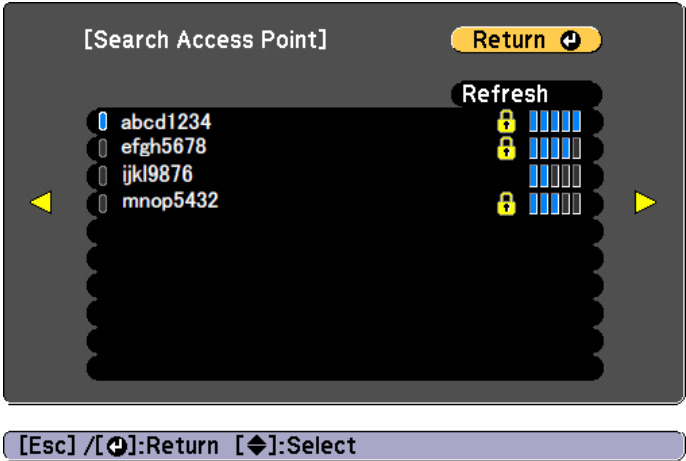 [Search Access Point]
Return
Refresh
abcd1234
efgh5678
ijkl9876
mnop5432
[Esc] /[]:Return []:Select